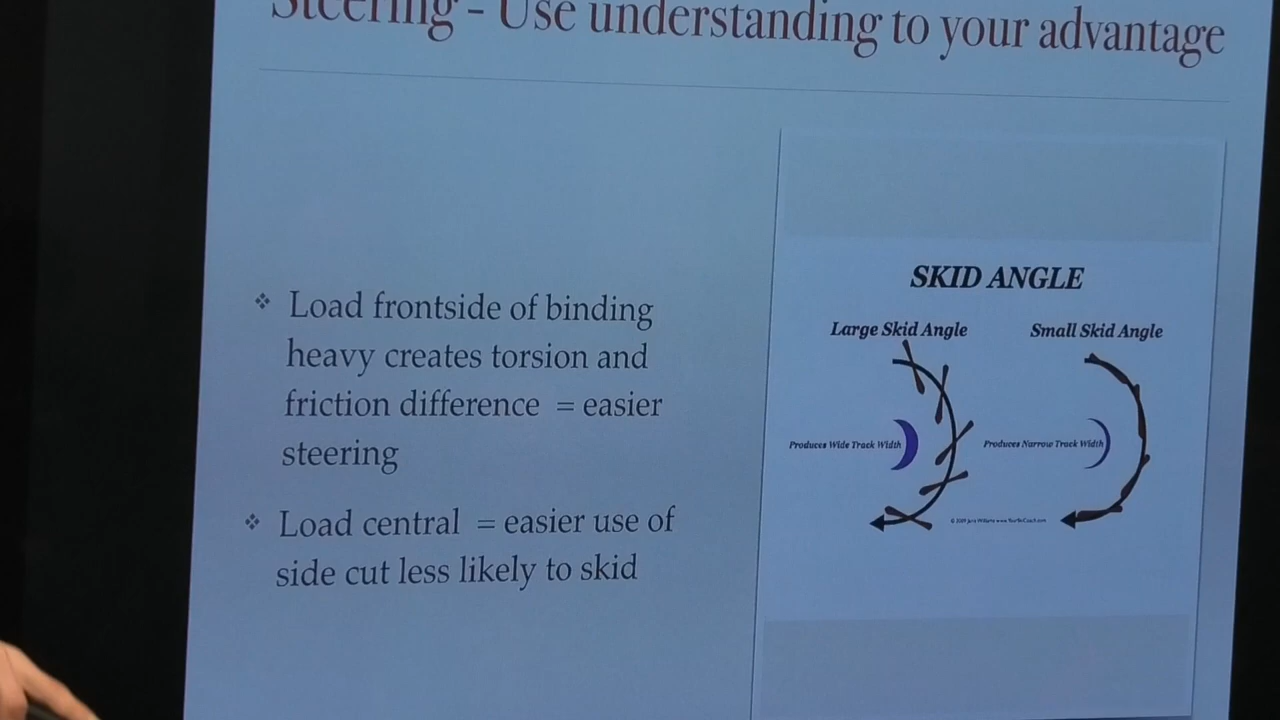 Steering - Use understanding to your advantage
❖ Load frontside of binding
heavy creates torsion and
friction difference = easier
steering
❖ Load central = easier use of
side cut less likely to skid
SKID ANGLE
Large Skid Angle
Small Skid Angle
Produces Wide Track Width
Produces Narrow Track Width